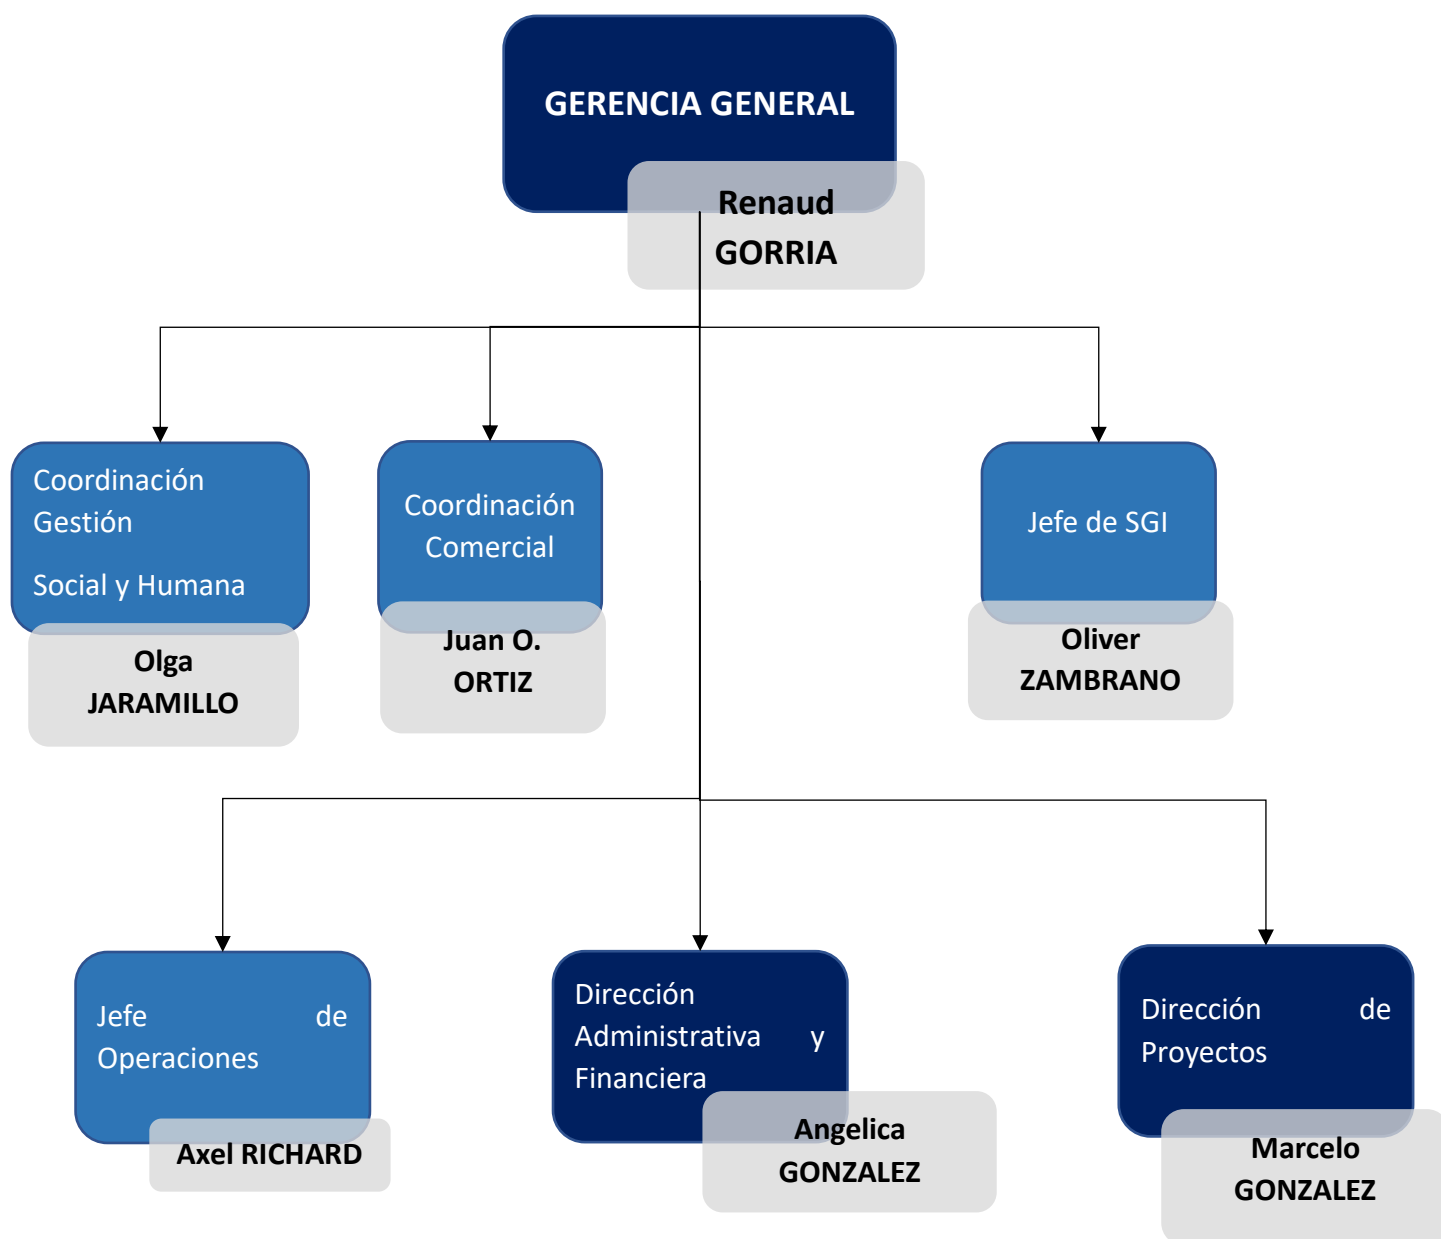 GERENCIA GENERAL
Renaud
GORRIA
Coordinación
Gestión
Social y Humana
Olga
JARAMILLO
Coordinación
Comercial
Juan O.
ORTIZ
Jefe de SGI
Oliver
ZAMBRANO
Jefe de
Operaciones
Axel RICHARD
Dirección
Administrativa y
Financiera
Angelica
GONZALEZ
Dirección de
Proyectos
Marcelo
GONZALEZ